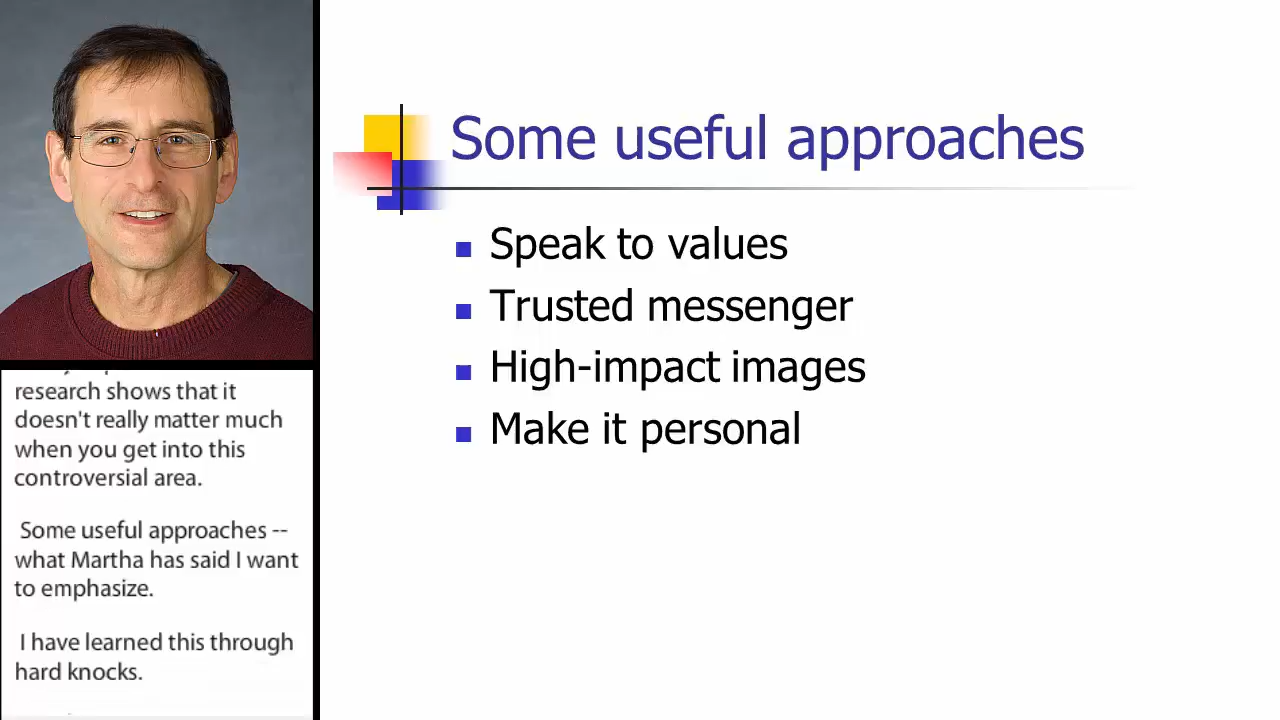 Some useful approaches
Speak to values
Trusted messenger
High-impact images
Make it personal
research shows that it
doesn't really matter much
when you get into this
controversial area.
Some useful approaches --
what Martha has said I want
to emphasize.
I have learned this through
hard knocks.